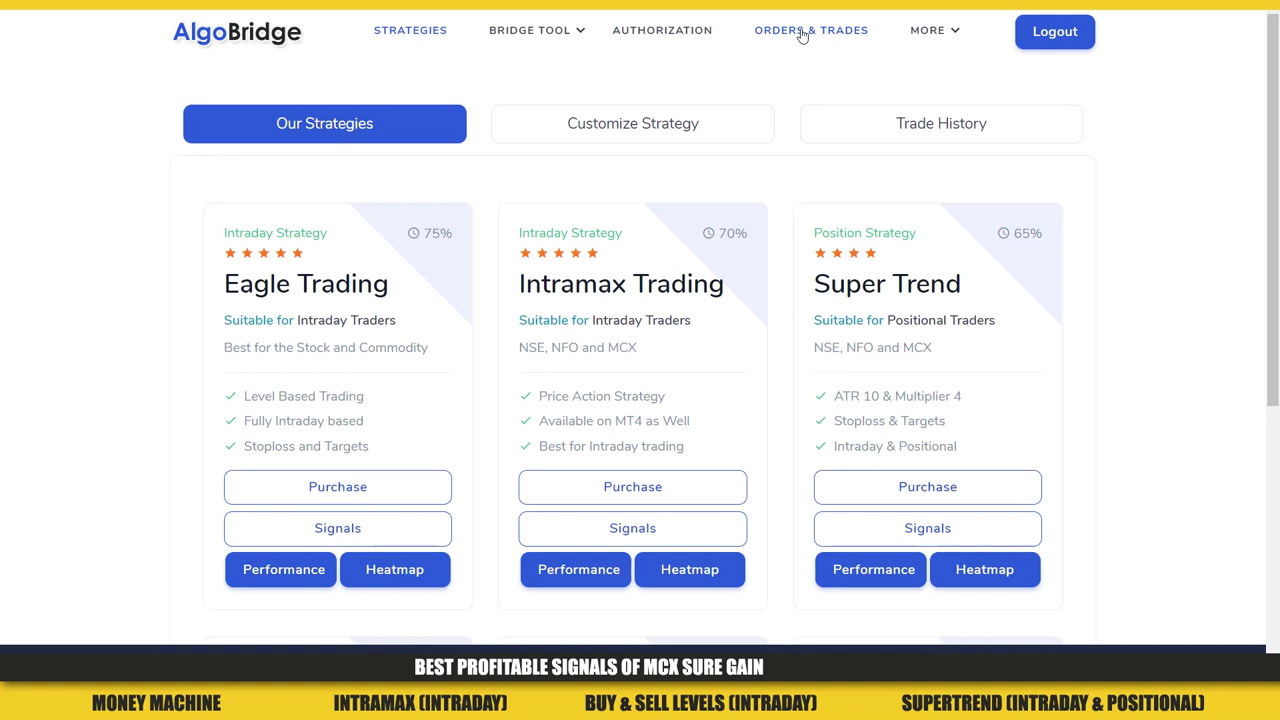 AlgoBridge
STRATEGIES BRIDGE TOOL AUTHORIZATION ORDERS & TRADES MORE Logout
Our Strategies Customize Strategy Trade History
Intraday Strategy 75%
Eagle Trading
Suitable for Intraday Traders
Best for the Stock and Commodity
Level Based Trading
Fully Intraday based
Stoploss and Targets
Purchase
Signals
Performance Heatmap
Intraday Strategy 70%
Intramax Trading
Suitable for Intraday Traders
NSE, NFO and MCX
Price Action Strategy
Available on MT4 as Well
Best for Intraday trading
Purchase
Signals
Performance Heatmap
Position Strategy 65%
Super Trend
Suitable for Positional Traders
NSE, NFO and MCX
ATR 10 & Multiplier 4
Stoploss & Targets
Intraday & Positional
Purchase
Signals
Performance Heatmap
BEST PROFITABLE SIGNALS OF MCX SURE GAIN
MONEY MACHINE INTRAMAX (INTRADAY) BUY & SELL LEVELS (INTRADAY) SUPERTREND (INTRADAY & POSITIONAL)